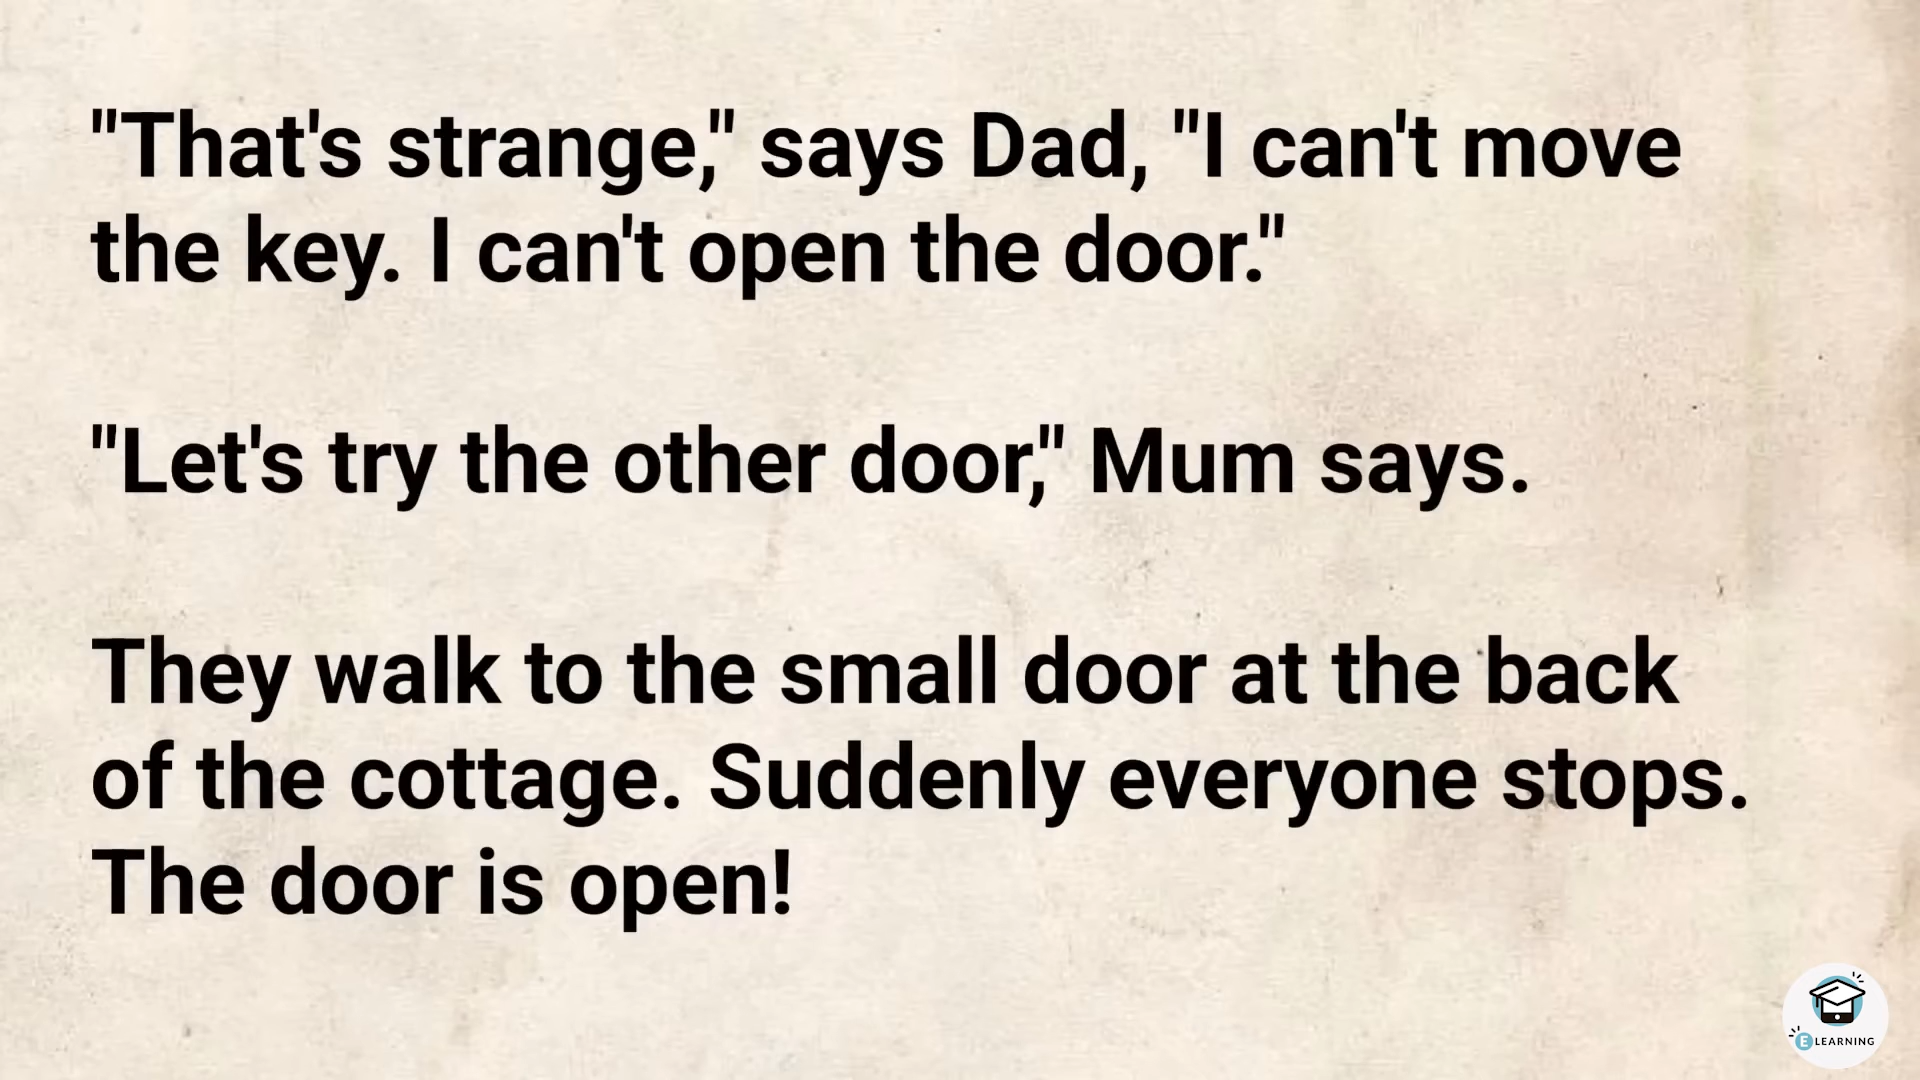 "That's strange," says Dad, "I can't move
the key. I can't open the door."
"Let's try the other door," Mum says.
They walk to the small door at the back
of the cottage. Suddenly everyone stops.
The door is open!
E LEARNING